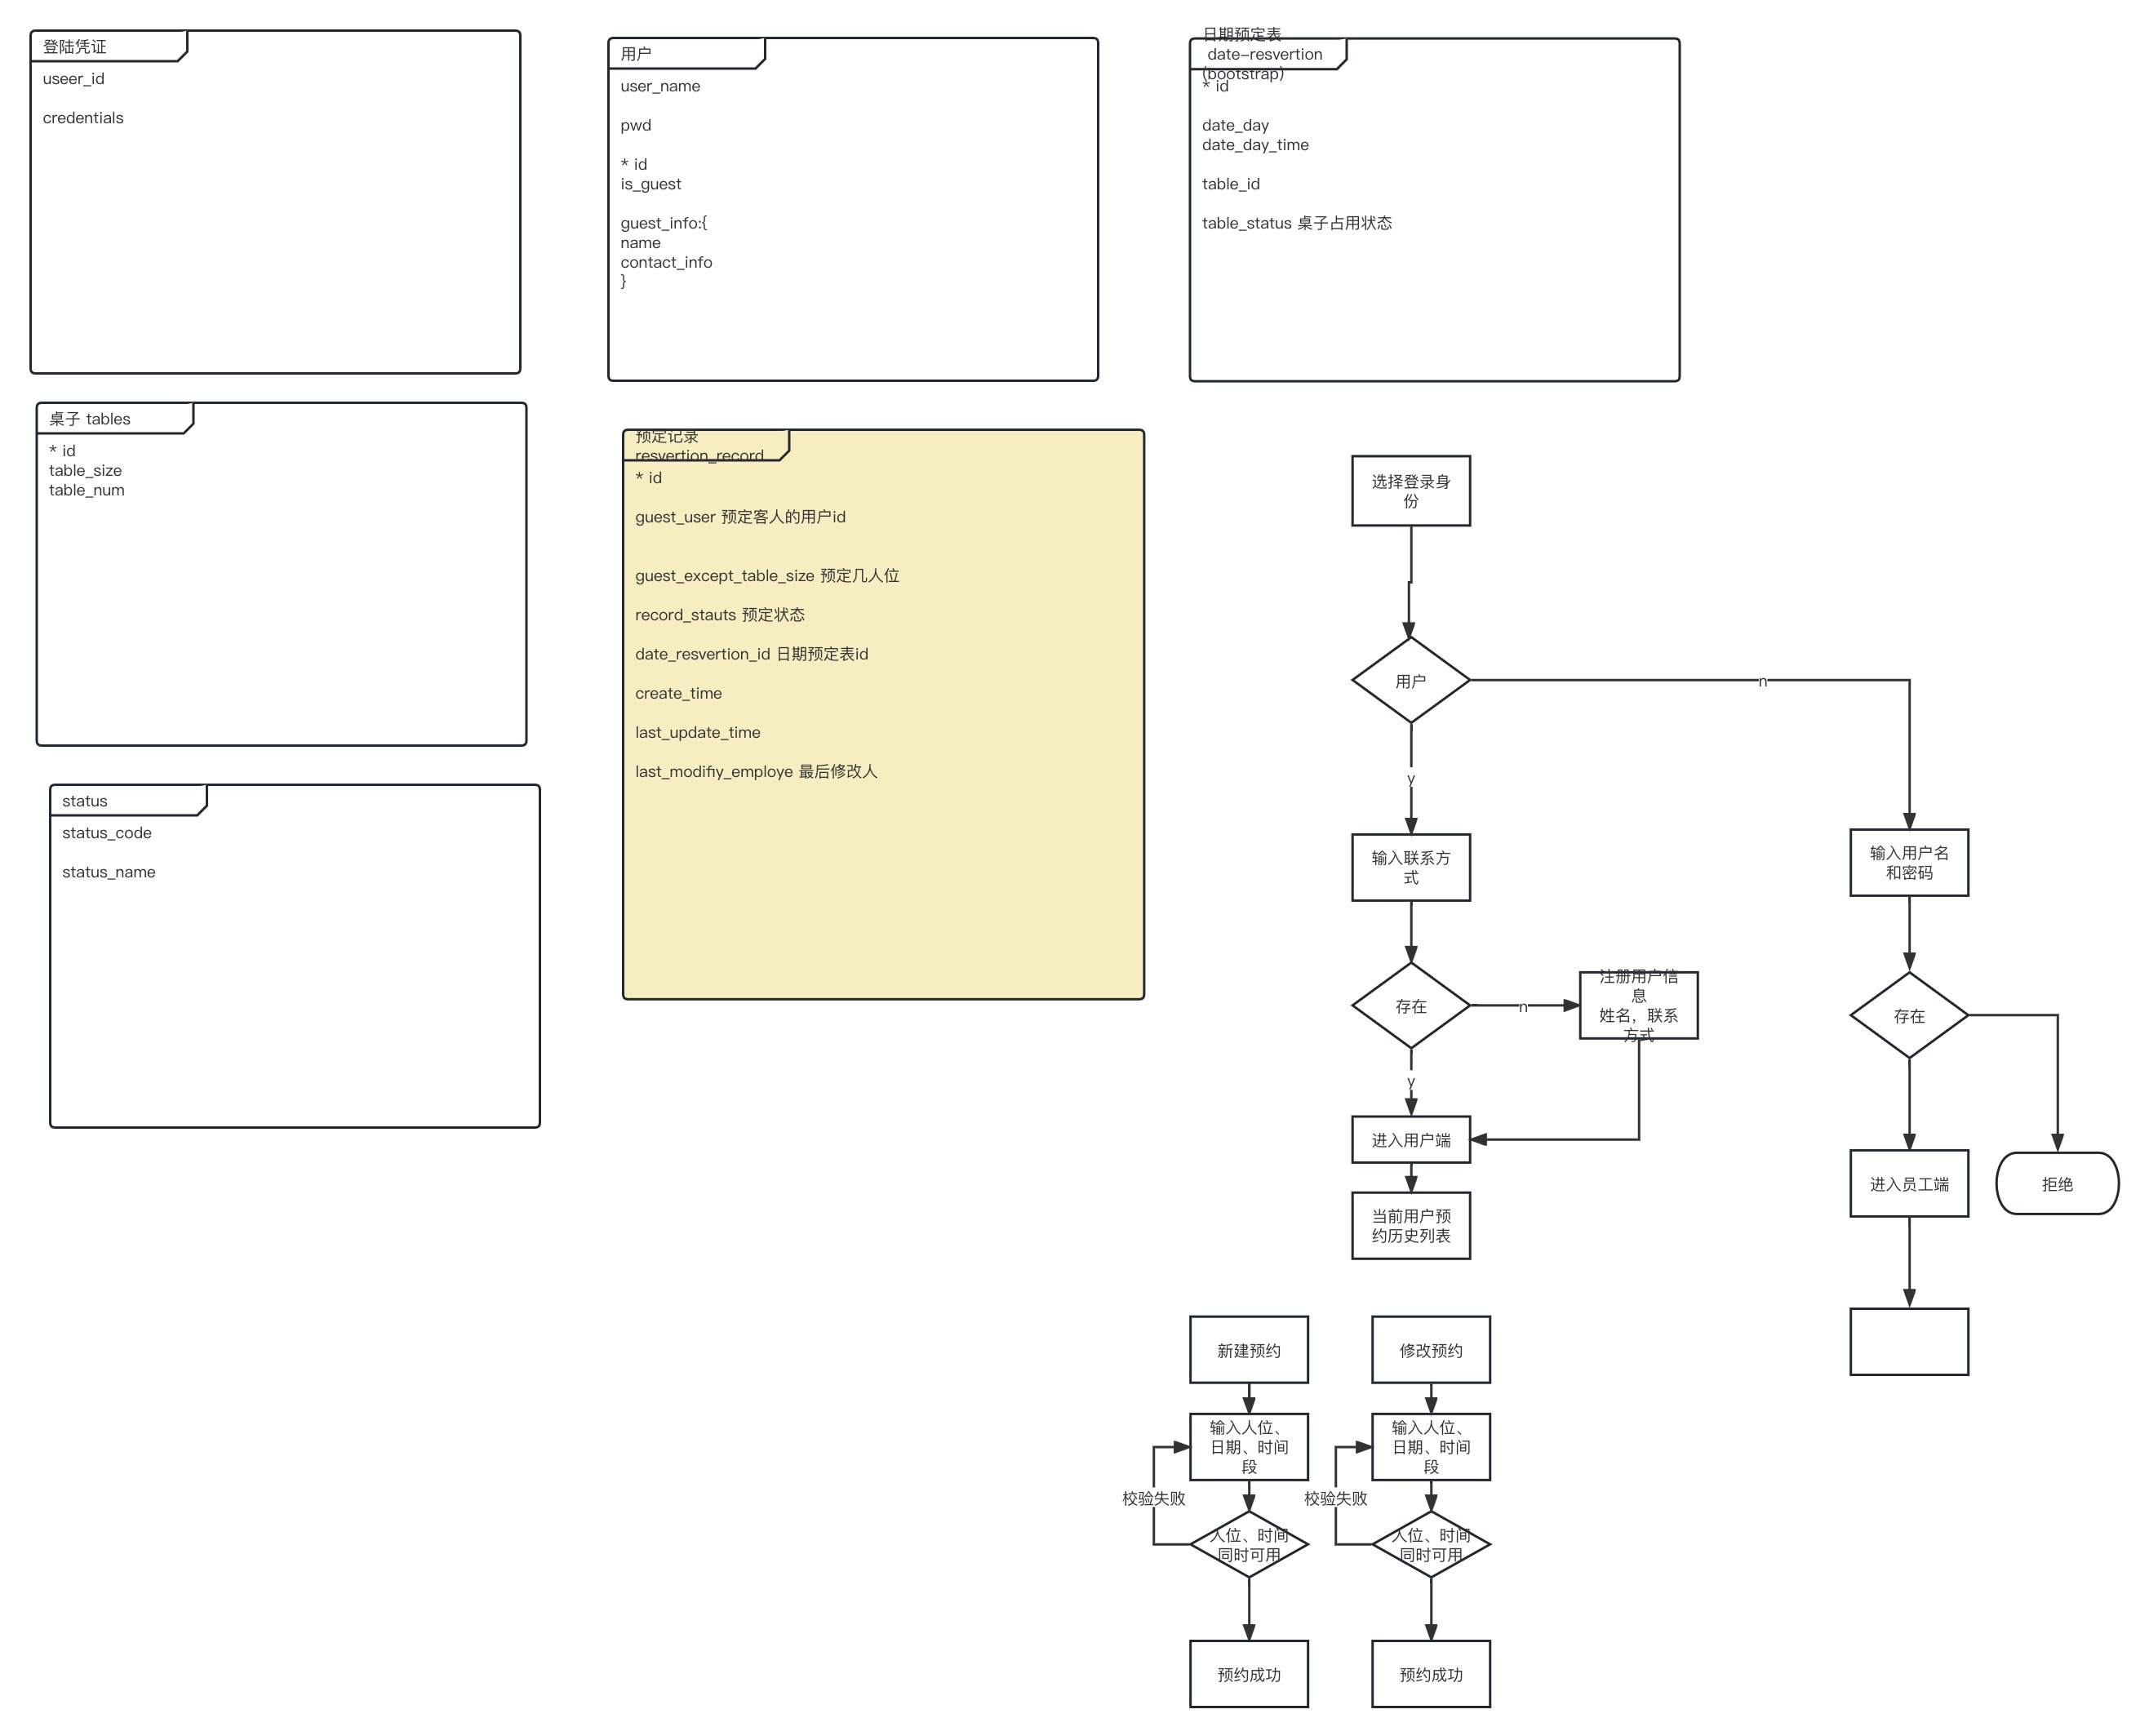 登陆凭证
useer_id
credentials
用户
user_name
pwd
* id
is_guest
guest_info:{
name
contact_info
}
日期预定表
date-resvertion
(bootstrap)
* id
date_day
date_day_time
table_id
table_status 桌子占用状态
桌子 tables
* id
table_size
table_num
预定记录
resvertion_record
* id
guest_user 预定客人的用户id
guest_except_table_size 预定几人位
record_stauts 预定状态
date_resvertion_id 日期预定表id
create_time
last_update_time
last_modifiy_employe 最后修改人
status
status_code
status_name
选择登录身
份
用户
n
y
输入联系方
式
输入用户名
和密码
存在
n
注册用户信
息
姓名，联系
方式
存在
y
进入用户端
进入员工端
拒绝
当前用户预
约历史列表
新建预约
修改预约
输入人位、
日期、时间
段
输入人位、
日期、时间
段
校验失败
校验失败
人位、时间
同时可用
人位、时间
同时可用
预约成功
预约成功